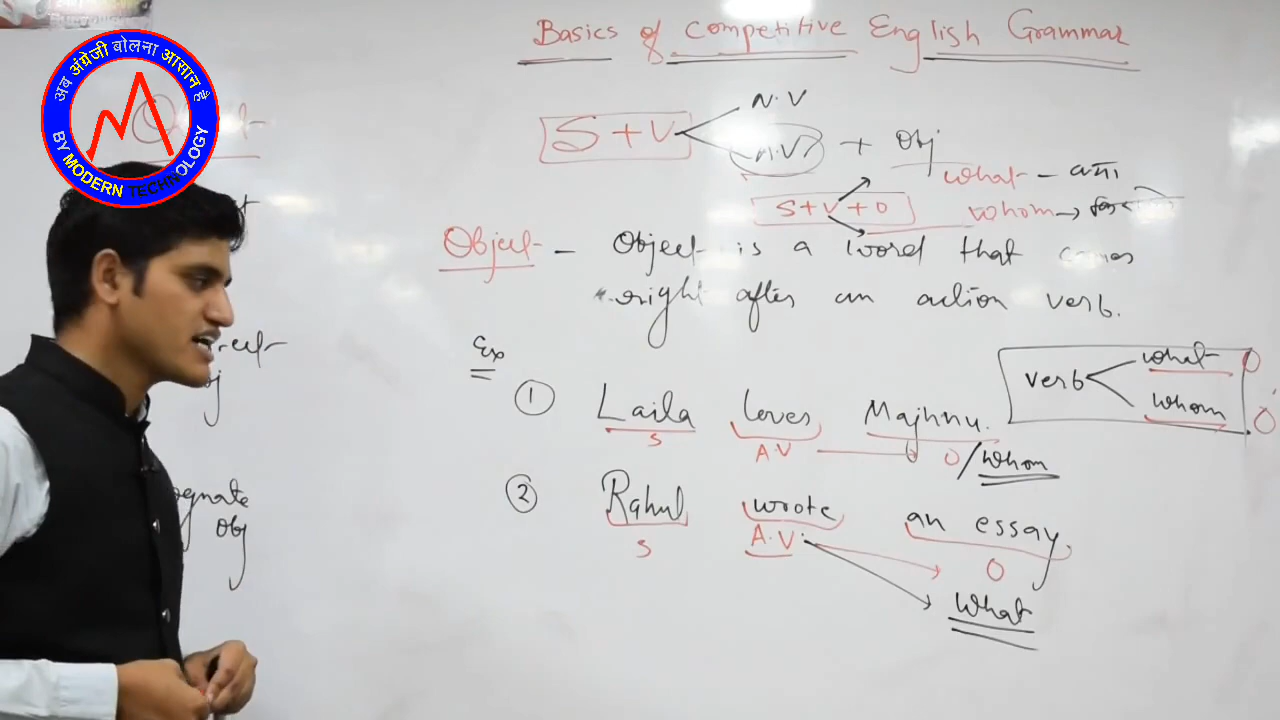 अब अंग्रेजी बोलना आसान है
BY MODERN TECHNOLOGY
Basics of Competitive English Grammar
S + V
N.V
+ Obj
what - क्या
S + V + O
whom →
Object - Object is a word that comes
right after an action verb.
Ex
verb
what O
whom O
① Laila loves Majhnu.
S A.V O / whom
② Rahul wrote an essay.
S A.V O
what
Obj